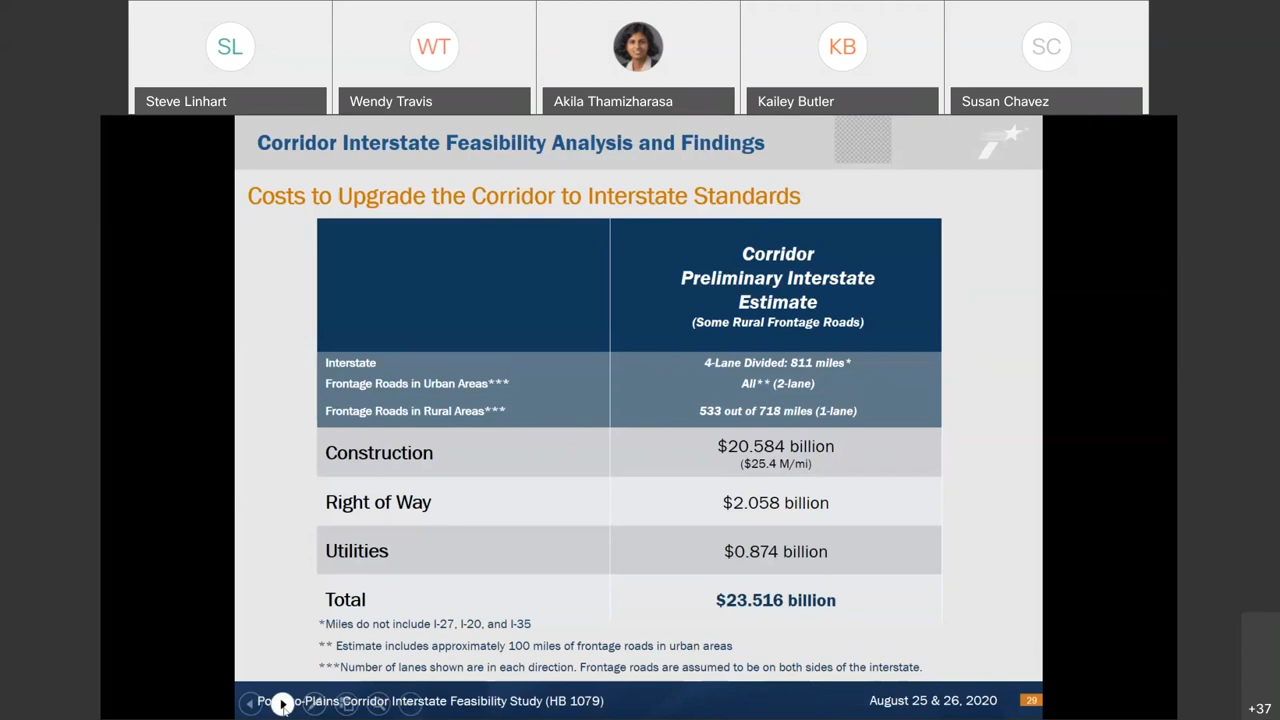 SL
WT
KB
SC
Steve Linhart
Wendy Travis
Akila Thamizharasa
Kailey Butler
Susan Chavez
Corridor Interstate Feasibility Analysis and Findings
Costs to Upgrade the Corridor to Interstate Standards
Corridor
Preliminary Interstate
Estimate
(Some Rural Frontage Roads)
Interstate 4-Lane Divided: 811 miles*
Frontage Roads in Urban Areas*** All** (2-lane)
Frontage Roads in Rural Areas*** 533 out of 718 miles (1-lane)
Construction $20.584 billion
($25.4 M/mi)
Right of Way $2.058 billion
Utilities $0.874 billion
Total $23.516 billion
*Miles do not include I-27, I-20, and I-35
** Estimate includes approximately 100 miles of frontage roads in urban areas
***Number of lanes shown are in each direction. Frontage roads are assumed to be on both sides of the interstate.
Corridor Interstate Feasibility Study (HB 1079) August 25 & 26, 2020 29
+37